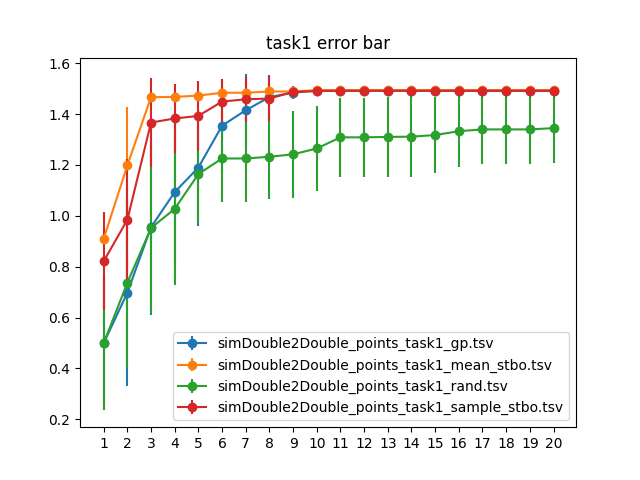 task1 error bar
1.6
1.4
1.2
1.0
0.8
0.6
0.4
0.2
simDouble2Double_points_task1_gp.tsv
simDouble2Double_points_task1_mean_stbo.tsv
simDouble2Double_points_task1_rand.tsv
simDouble2Double_points_task1_sample_stbo.tsv
1 2 3 4 5 6 7 8 9 10 11 12 13 14 15 16 17 18 19 20